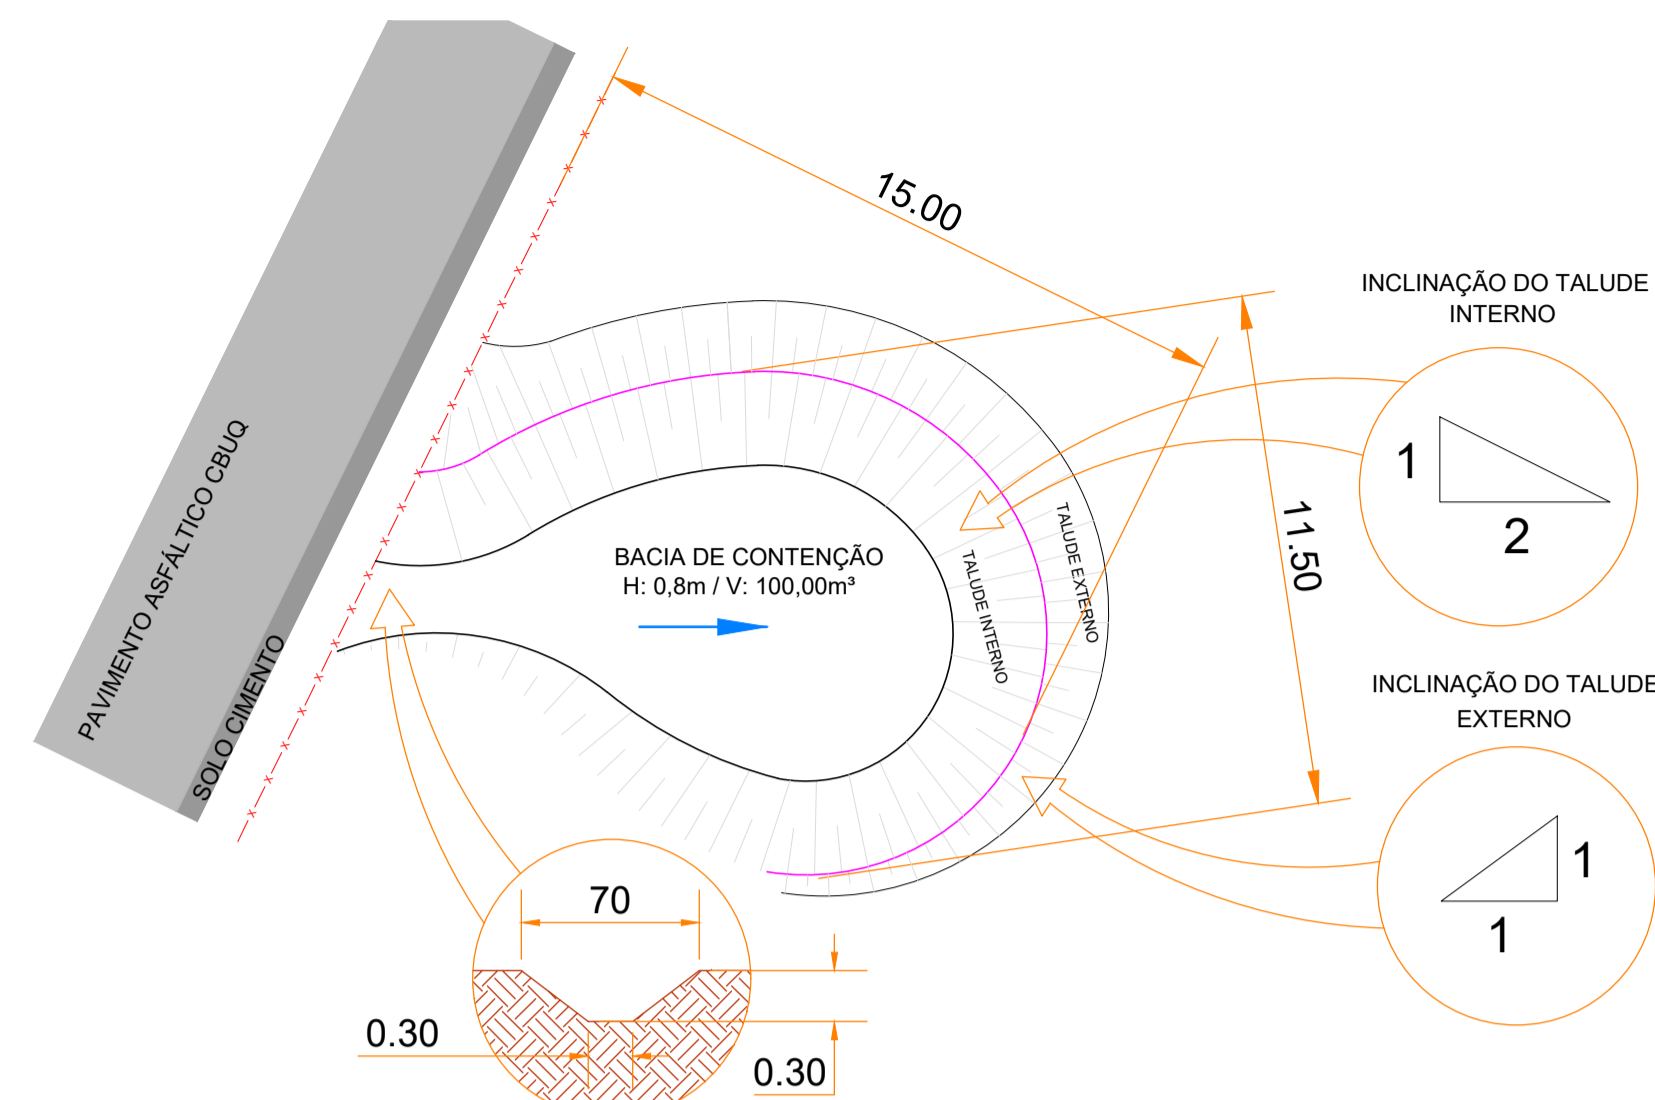 PAVIMENTO ASFÁLTICO CBUQ
SOLO CIMENTO
15.00
11.50
BACIA DE CONTENÇÃO
H: 0,8m / V: 100,00m³
TALUDE INTERNO
TALUDE EXTERNO
INCLINAÇÃO DO TALUDE
INTERNO
1
2
INCLINAÇÃO DO TALUDE
EXTERNO
1
1
70
0.30
0.30